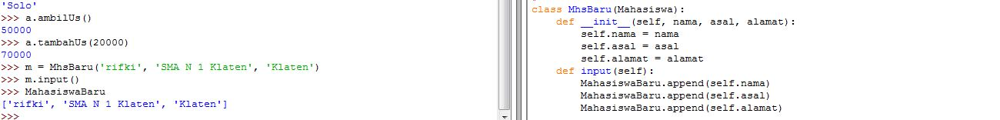 'Solo'
>>> a.ambilUs()
50000
>>> a.tambahUs(20000)
70000
>>> m = MhsBaru('rifki', 'SMA N 1 Klaten', 'Klaten')
>>> m.input()
>>> MahasiswaBaru
['rifki', 'SMA N 1 Klaten', 'Klaten']
>>>
class MhsBaru(Mahasiswa):
    def __init__(self, nama, asal, alamat):
        self.nama = nama
        self.asal = asal
        self.alamat = alamat
    def input(self):
        MahasiswaBaru.append(self.nama)
        MahasiswaBaru.append(self.asal)
        MahasiswaBaru.append(self.alamat)